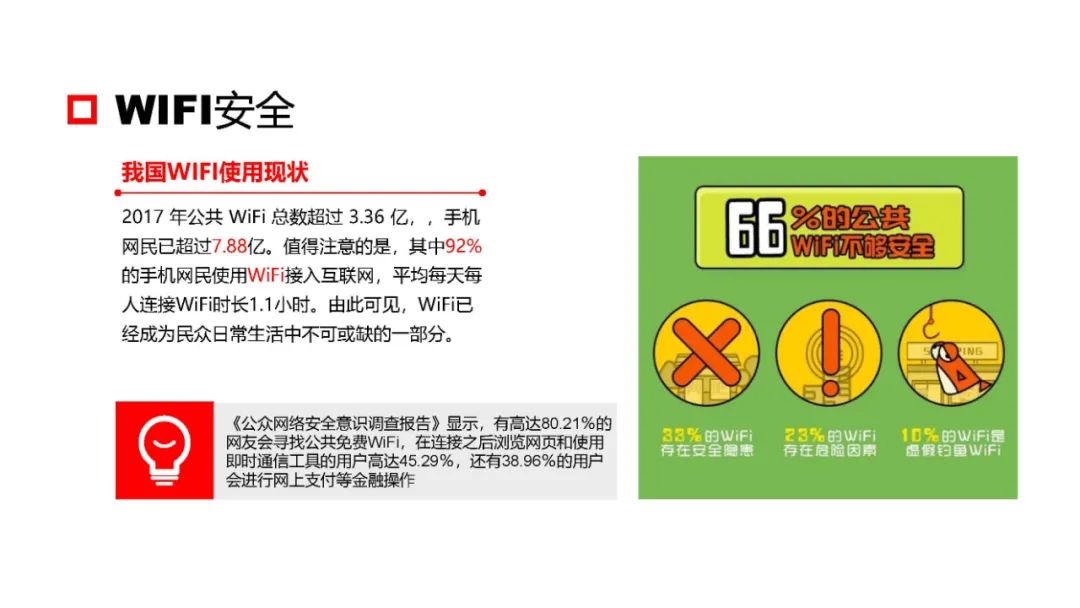 WIFI安全
我国WIFI使用现状
2017 年公共 WiFi 总数超过 3.36 亿，，手机
网民已超过7.88亿。值得注意的是，其中92%
的手机网民使用WiFi接入互联网，平均每天每
人连接WiFi时长1.1小时。由此可见，WiFi已
经成为民众日常生活中不可或缺的一部分。
《公众网络安全意识调查报告》显示，有高达80.21%的
网友会寻找公共免费WiFi，在连接之后浏览网页和使用
即时通信工具的用户高达45.29%，还有38.96%的用户
会进行网上支付等金融操作
66%的公共
WiFi不够安全
33%的WiFi
存在安全隐患
23%的WiFi
存在危险因素
10%的WiFi是
虚假钓鱼WiFi